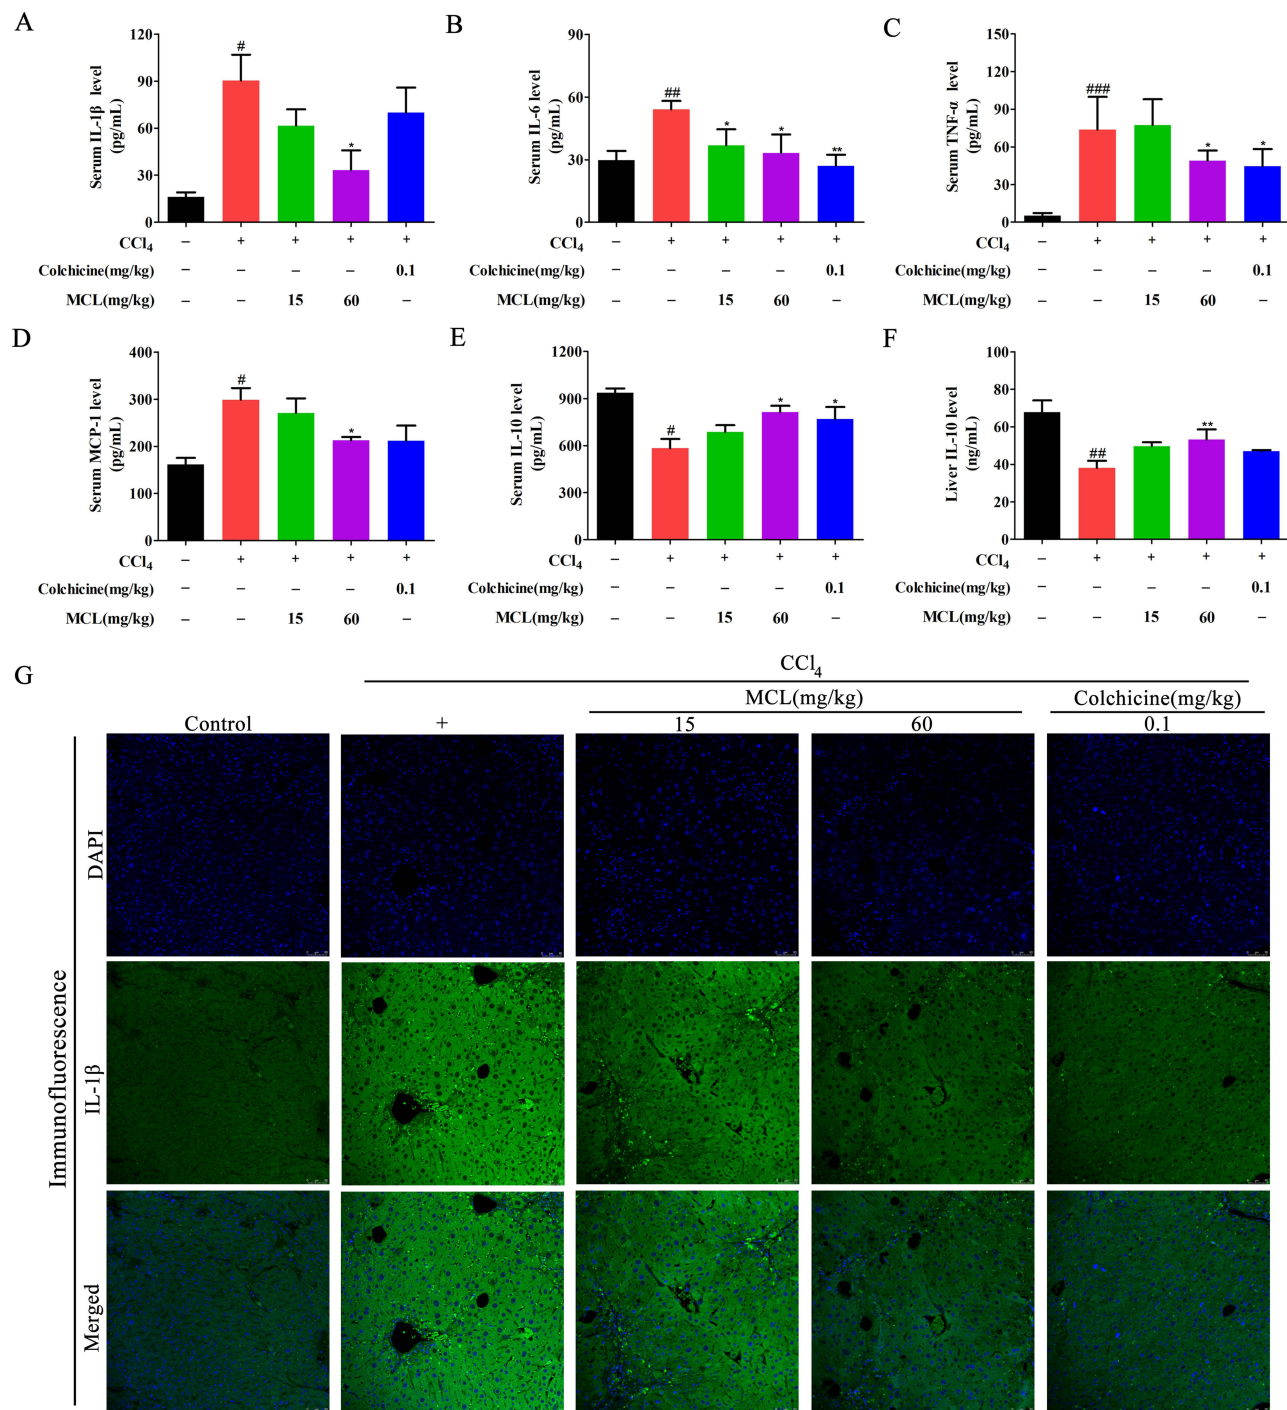 A
Serum IL-1β level
(pg/mL)
120
90
60
30
0
#
*
CCl4 – + + + +
Colchicine(mg/kg) – – – – 0.1
MCL(mg/kg) – – 15 60 –
B
Serum IL-6 level
(pg/mL)
90
60
30
0
##
*
*
**
CCl4 – + + + +
Colchicine(mg/kg) – – – – 0.1
MCL(mg/kg) – – 15 60 –
C
Serum TNF-α level
(pg/mL)
150
120
90
60
30
0
###
*
*
CCl4 – + + + +
Colchicine(mg/kg) – – – – 0.1
MCL(mg/kg) – – 15 60 –
D
Serum MCP-1 level
(pg/mL)
400
300
200
100
0
#
*
CCl4 – + + + +
Colchicine(mg/kg) – – – – 0.1
MCL(mg/kg) – – 15 60 –
E
Serum IL-10 level
(pg/mL)
1200
900
600
300
0
#
*
*
CCl4 – + + + +
Colchicine(mg/kg) – – – – 0.1
MCL(mg/kg) – – 15 60 –
F
Liver IL-10 level
(ng/mL)
100
80
60
40
20
0
##
**
CCl4 – + + + +
Colchicine(mg/kg) – – – – 0.1
MCL(mg/kg) – – 15 60 –
G
CCl4
MCL(mg/kg) Colchicine(mg/kg)
Control + 15 60 0.1
Immunofluorescence
DAPI
IL-1β
Merged